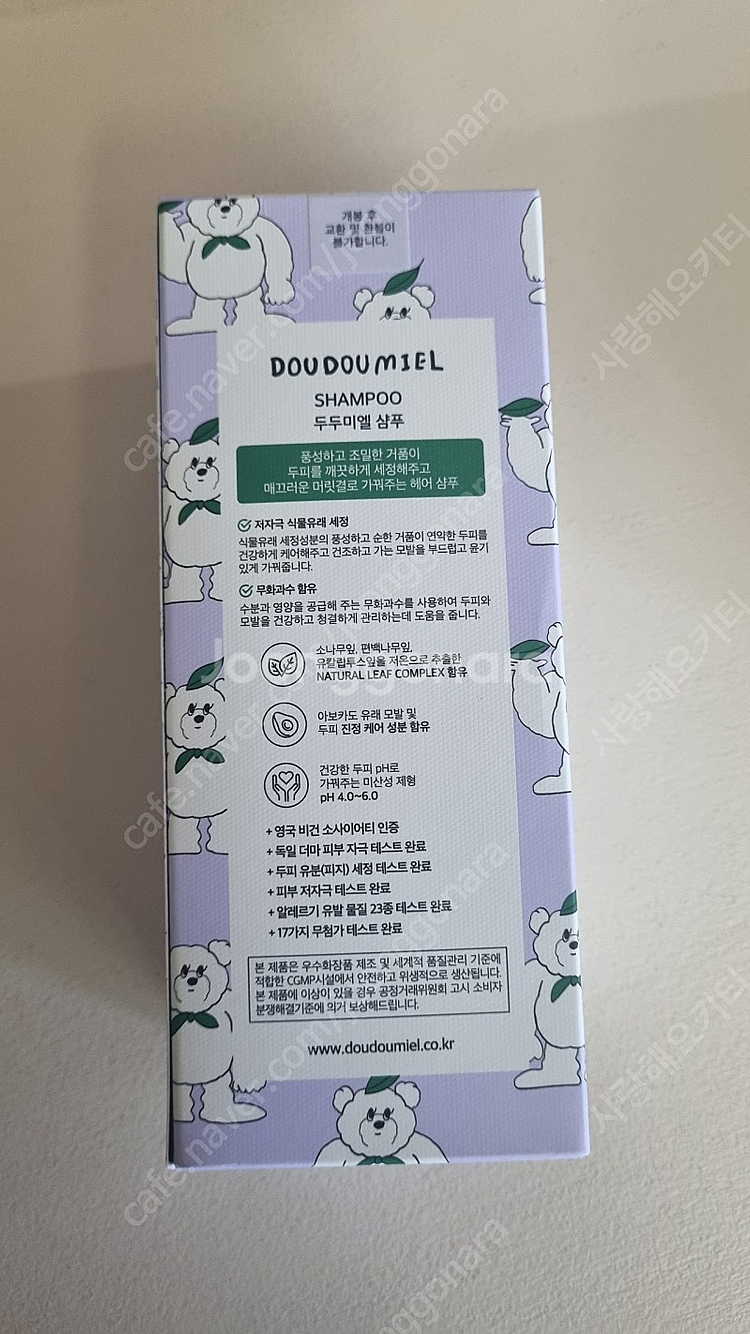 개봉 후
교환 및 환불이
불가합니다.
DOUDOUMIEL
SHAMPOO
두두미엘 샴푸
풍성하고 조밀한 거품이
두피를 깨끗하게 세정해주고
매끄러운 머릿결로 가꿔주는 헤어 샴푸
저자극 식물유래 세정
식물유래 세정성분의 풍성하고 순한 거품이 연약한 두피를
건강하게 케어해주고 건조하고 가는 모발을 부드럽고 윤기
있게 가꿔줍니다.
무화과수 함유
수분과 영양을 공급해 주는 무화과수를 사용하여 두피와
모발을 건강하고 청결하게 관리하는데 도움을 줍니다.
소나무잎, 편백나무잎,
유칼립투스잎을 저온으로 추출한
NATURAL LEAF COMPLEX 함유
아보카도 유래 모발 및
두피 진정 케어 성분 함유
건강한 두피 pH로
가꿔주는 미산성 제형
pH 4.0~6.0
+ 영국 비건 소사이어티 인증
+ 독일 더마 피부 자극 테스트 완료
+ 두피 유분(피지) 세정 테스트 완료
+ 피부 저자극 테스트 완료
+ 알레르기 유발 물질 23종 테스트 완료
+ 17가지 무첨가 테스트 완료
본 제품은 우수화장품 제조 및 세계적 품질관리 기준에
적합한 CGMP시설에서 안전하고 위생적으로 생산됩니다.
본 제품에 이상이 있을 경우 공정거래위원회 고시 소비자
분쟁해결기준에 의거 보상해드립니다.
www.doudoumiel.co.kr
cafe.naver.com/joonggonara
사랑해요키티
Joonggonara